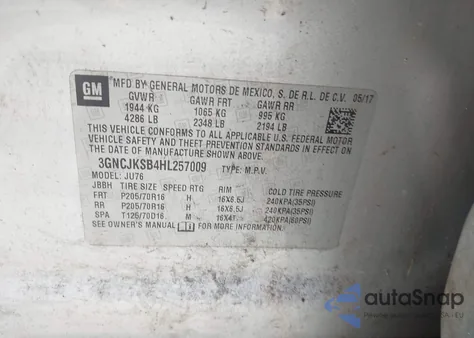 GM
MFD BY GENERAL MOTORS DE MEXICO, S. DE R.L. DE C.V. 05/17
GVWR GAWR FRT GAWR RR
1944 KG 1065 KG 995 KG
4286 LB 2348 LB 2194 LB
THIS VEHICLE CONFORMS TO ALL APPLICABLE U.S. FEDERAL MOTOR
VEHICLE SAFETY AND THEFT PREVENTION STANDARDS IN EFFECT ON
THE DATE OF MANUFACTURE SHOWN ABOVE.
3GNCJKSB4HL257009 TYPE: M.P.V.
MODEL: JU76
JBBH TIRE SIZE SPEED RTG RIM COLD TIRE PRESSURE
FRT P205/70R16 H 16X6.5J 240KPA(35PSI)
RR P205/70R16 H 16X6.5J 240KPA(35PSI)
SPA T125/70D16 M 16X4T 420KPA(60PSI)
SEE OWNER'S MANUAL
autoSnap